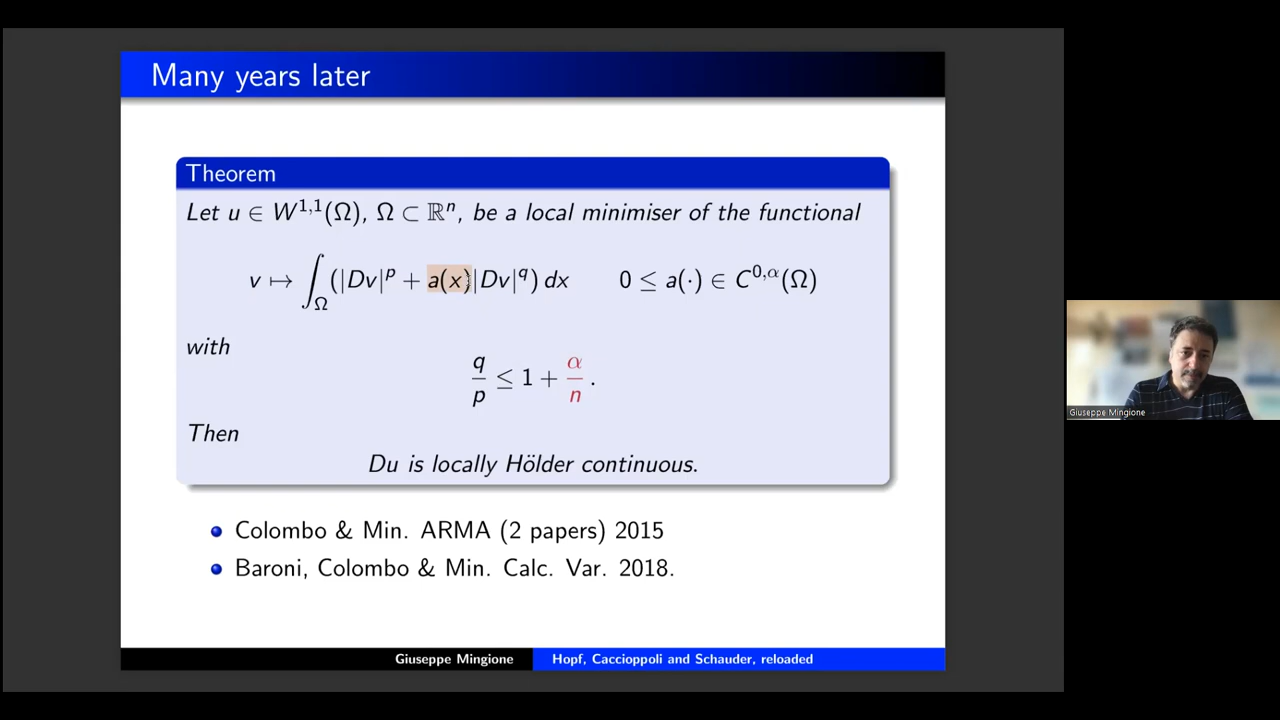 Many years later
Theorem
Let u ∈ W^{1,1}(Ω), Ω ⊂ ℝⁿ, be a local minimiser of the functional
v ↦ ∫_Ω (|Dv|^p + a(x)|Dv|^q) dx 0 ≤ a(·) ∈ C^{0,α}(Ω)
with
q/p ≤ 1 + α/n .
Then
Du is locally Hölder continuous.
Colombo & Min. ARMA (2 papers) 2015
Baroni, Colombo & Min. Calc. Var. 2018.
Giuseppe Mingione Hopf, Caccioppoli and Schauder, reloaded
Giuseppe Mingione